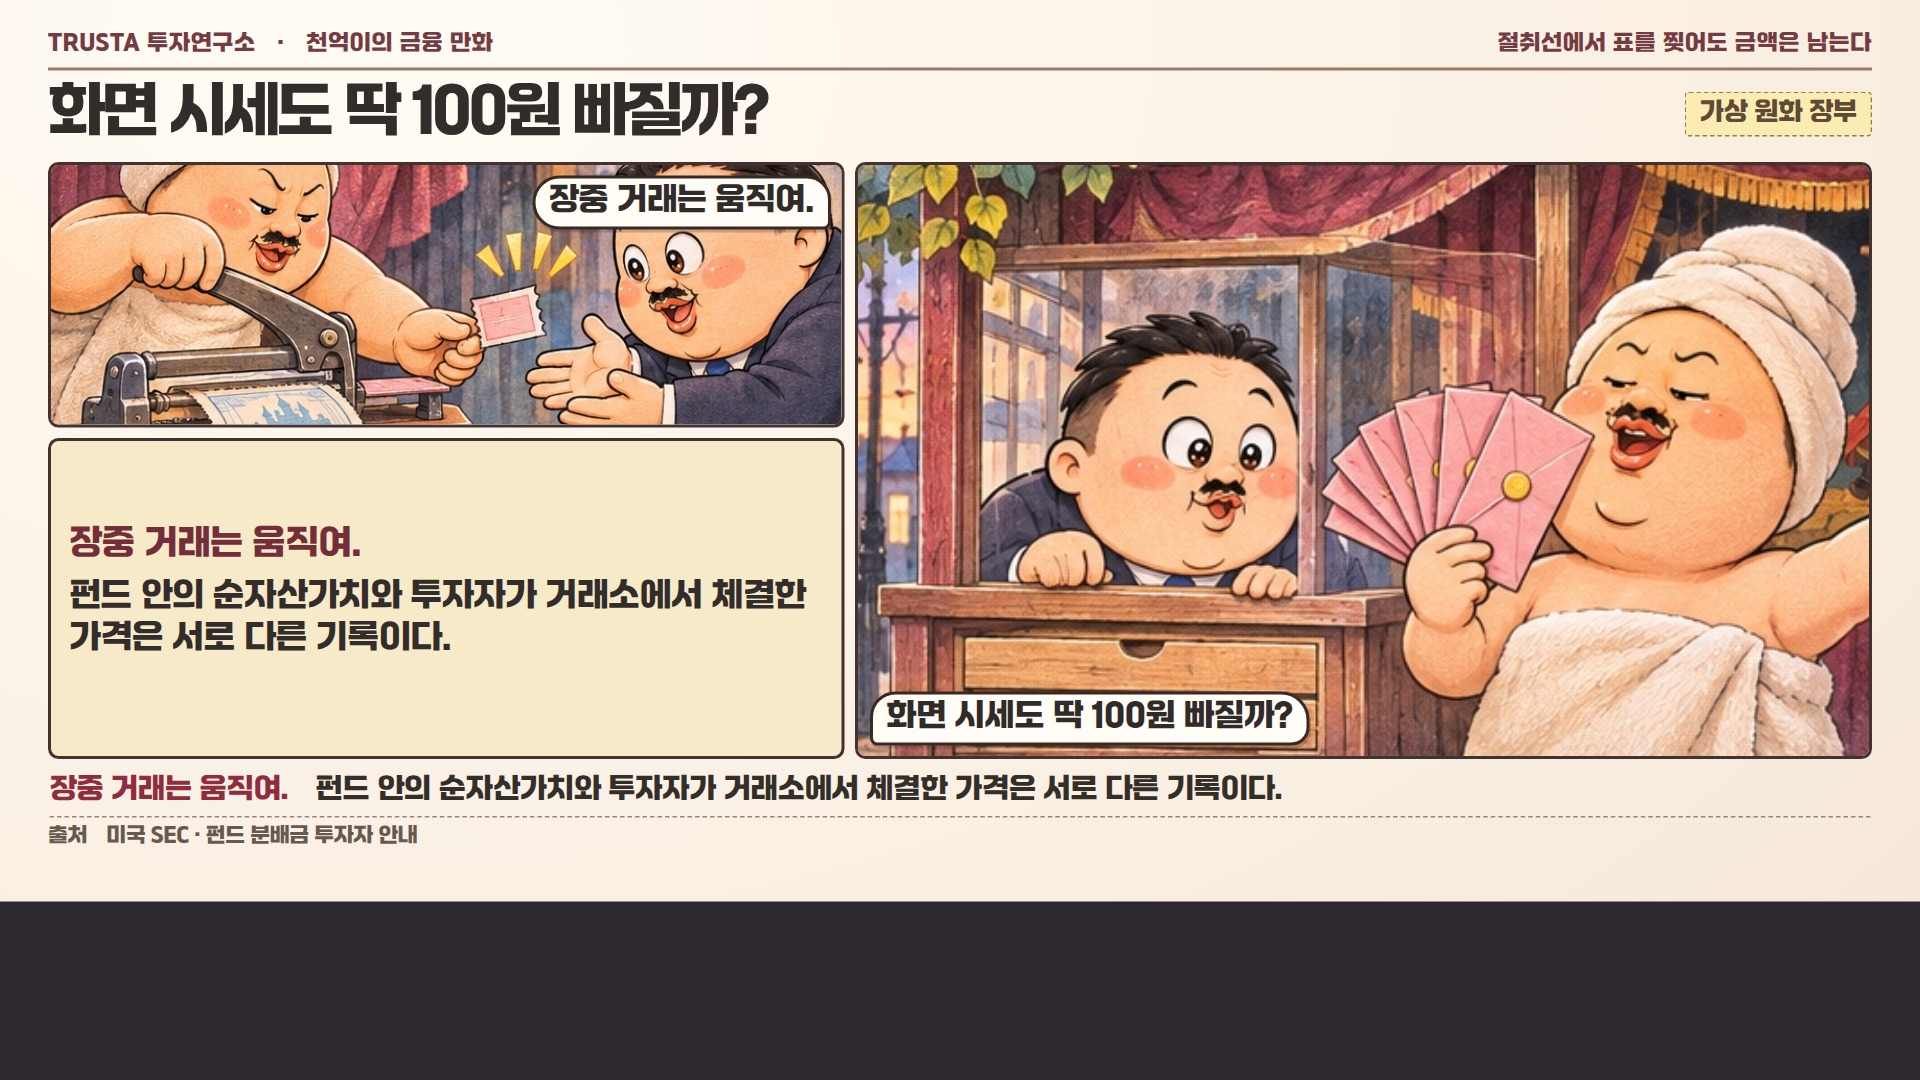 TRUSTA 투자연구소 · 천억이의 금융 만화
절취선에서 표를 찢어도 금액은 남는다
화면 시세도 딱 100원 빠질까?
가상 원화 장부
장중 거래는 움직여.
장중 거래는 움직여.
펀드 안의 순자산가치와 투자자가 거래소에서 체결한
가격은 서로 다른 기록이다.
화면 시세도 딱 100원 빠질까?
장중 거래는 움직여. 펀드 안의 순자산가치와 투자자가 거래소에서 체결한 가격은 서로 다른 기록이다.
출처 미국 SEC · 펀드 분배금 투자자 안내